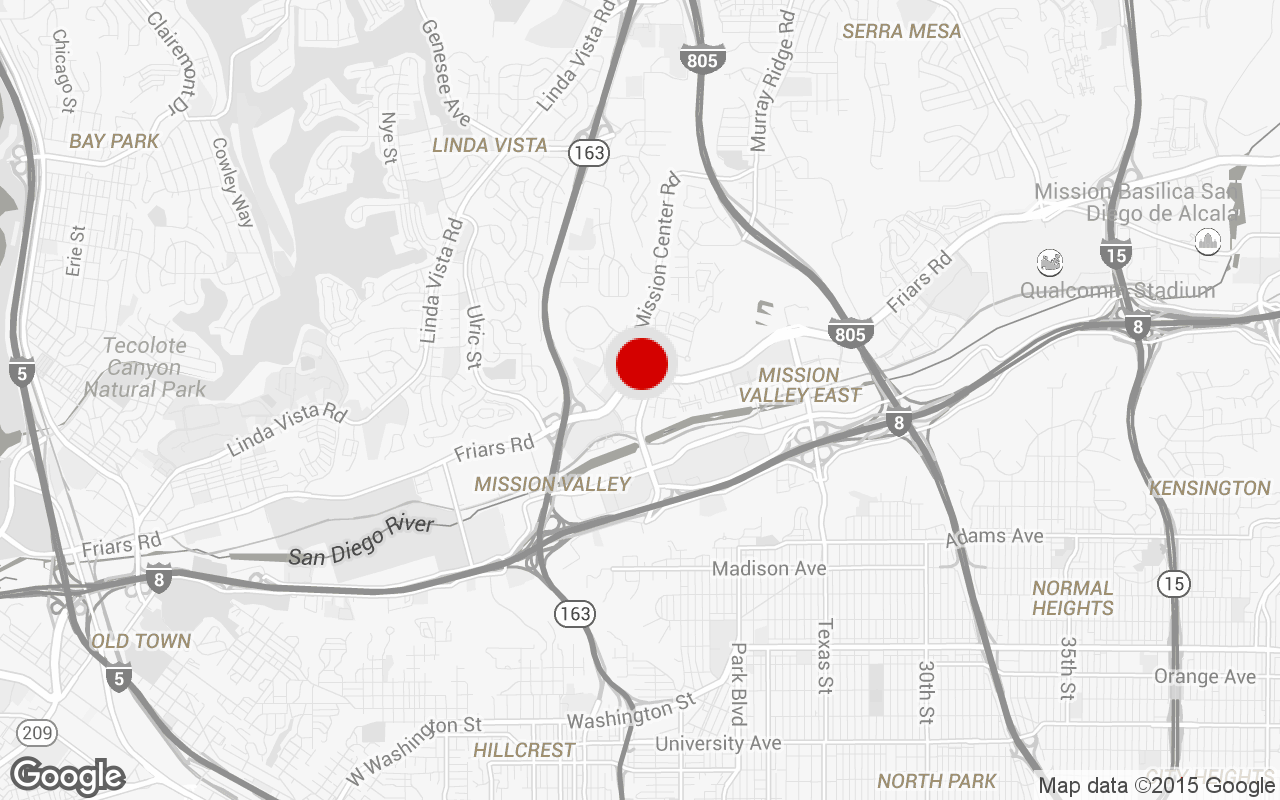 Chicago St
Clairemont Dr
Genesee Ave
Linda Vista Rd
805
Murray Ridge Rd
SERRA MESA
BAY PARK
Nye St
LINDA VISTA
163
Cowley Way
Mission Center Rd
Mission Basilica San
Diego de Alcala
Erie St
Linda Vista Rd
Friars Rd
15
Qualcomm Stadium
Ulric St
805
8
Tecolote
Canyon
Natural Park
5
MISSION
VALLEY EAST
Linda Vista Rd
8
Friars Rd
MISSION VALLEY
KENSINGTON
San Diego River
Friars Rd
Adams Ave
8
Madison Ave
NORMAL
HEIGHTS
15
163
OLD TOWN
Texas St
35th St
5
Park Blvd
30th St
Orange Ave
209
W Washington St
Washington St
HILLCREST
University Ave
NORTH PARK
HEIGHTS
Google
Map data ©2015 Google